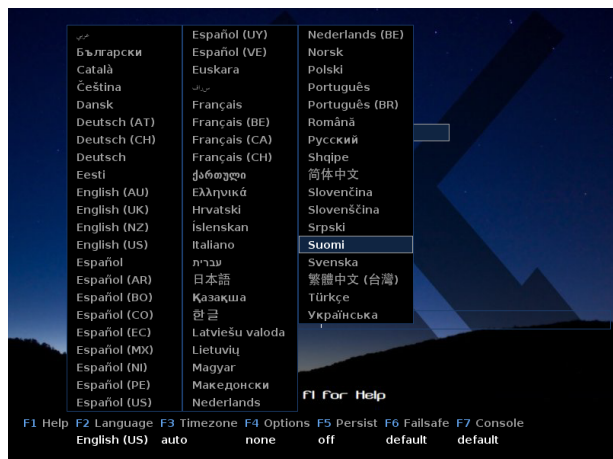 عربي
Български
Català
Čeština
Dansk
Deutsch (AT)
Deutsch (CH)
Deutsch
Eesti
English (AU)
English (UK)
English (NZ)
English (US)
Español
Español (AR)
Español (BO)
Español (CO)
Español (EC)
Español (MX)
Español (NI)
Español (PE)
Español (US)
Español (UY)
Español (VE)
Euskara
Français
Français (BE)
Français (CA)
Français (CH)
ქართული
Ελληνικά
Hrvatski
Íslenskan
Italiano
עברית
日本語
Қазақша
한글
Latviešu valoda
Lietuvių
Magyar
Македонски
Nederlands
Nederlands (BE)
Norsk
Polski
Português
Português (BR)
Română
Русский
Shqipe
简体中文
Slovenčina
Slovenščina
Srpski
Suomi
Svenska
繁體中文 (台灣)
Türkçe
Українська
f1 for Help
F1 Help F2 Language F3 Timezone F4 Options F5 Persist F6 Failsafe F7 Console
English (US) auto none off default default